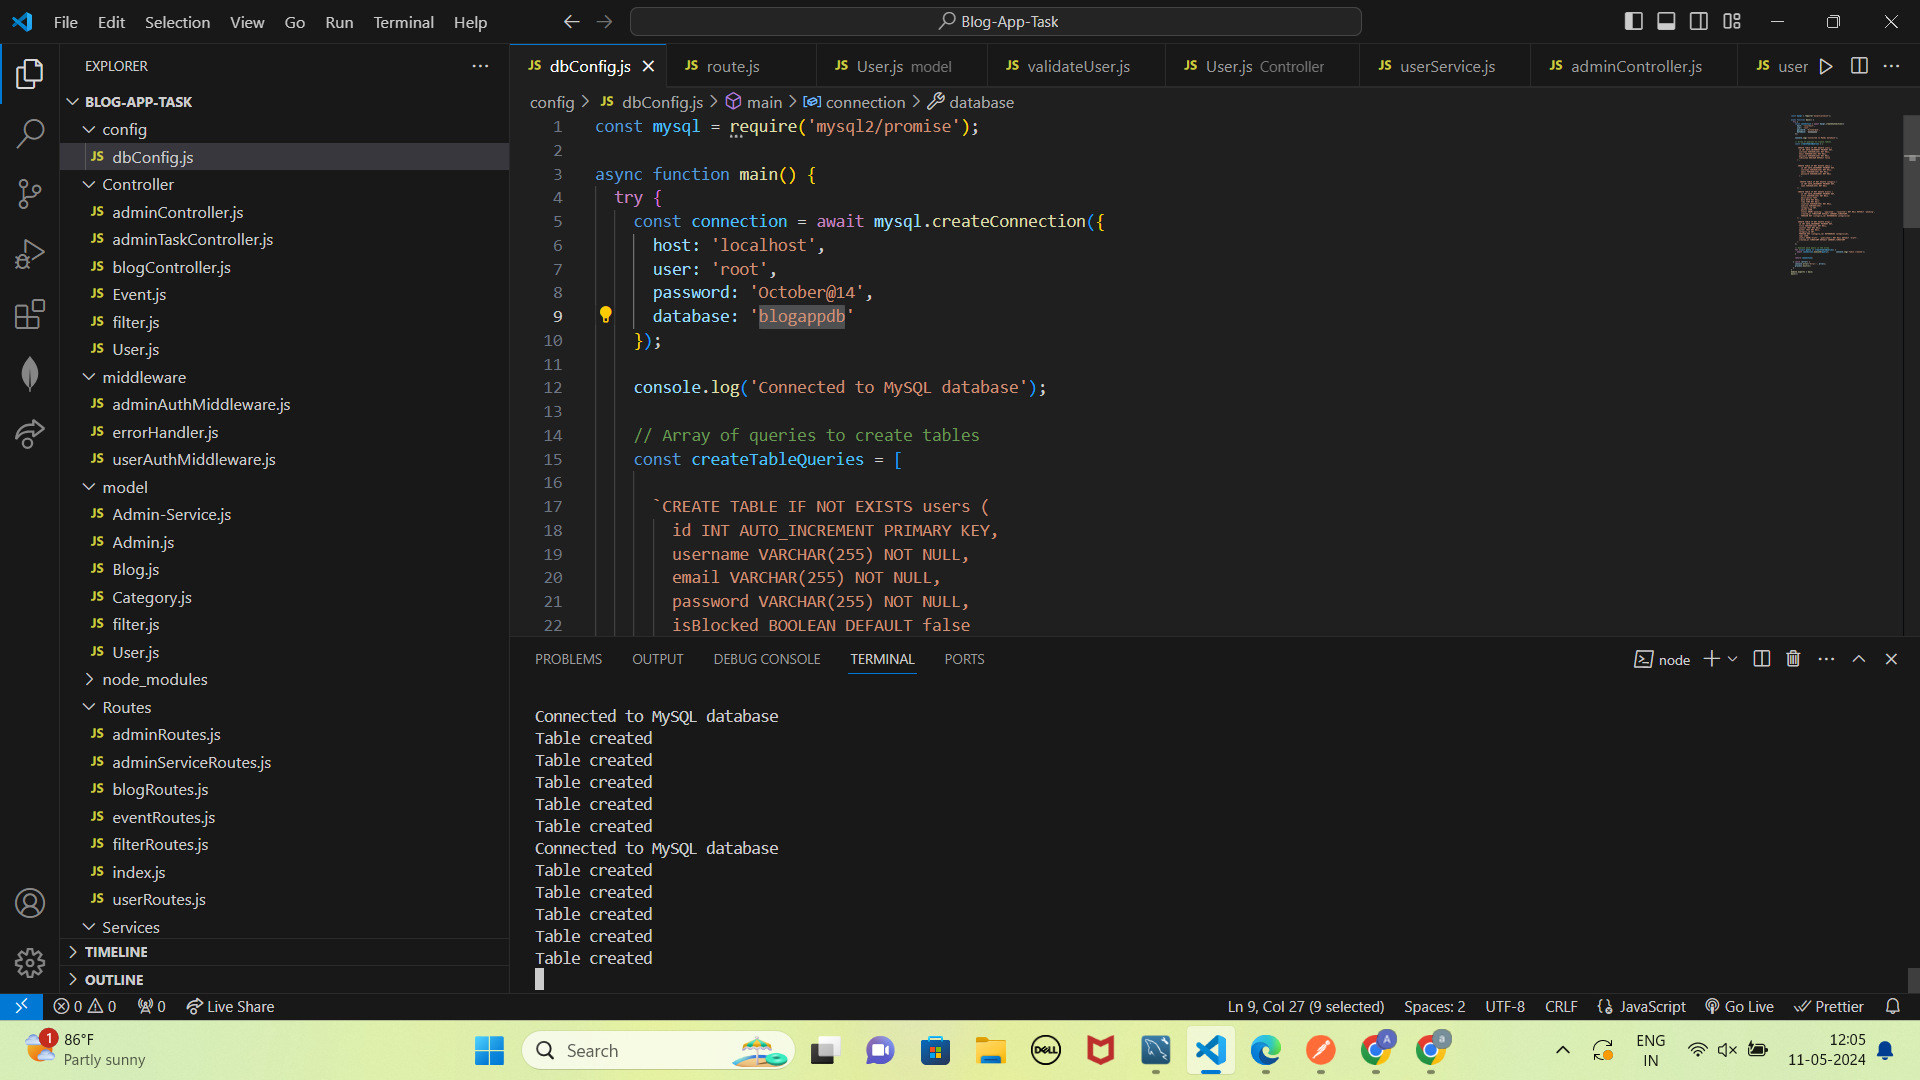 File Edit Selection View Go Run Terminal Help
Blog-App-Task
EXPLORER
BLOG-APP-TASK
config
JS dbConfig.js
Controller
JS adminController.js
JS adminTaskController.js
JS blogController.js
JS Event.js
JS filter.js
JS User.js
middleware
JS adminAuthMiddleware.js
JS errorHandler.js
JS userAuthMiddleware.js
model
JS Admin-Service.js
JS Admin.js
JS Blog.js
JS Category.js
JS filter.js
JS User.js
node_modules
Routes
JS adminRoutes.js
JS adminServiceRoutes.js
JS blogRoutes.js
JS eventRoutes.js
JS filterRoutes.js
JS index.js
JS userRoutes.js
Services
TIMELINE
OUTLINE
JS dbConfig.js JS route.js JS User.js model JS validateUser.js JS User.js Controller JS userService.js JS adminController.js JS user
config > JS dbConfig.js > main > connection > database
1 const mysql = require('mysql2/promise');
2
3 async function main() {
4 try {
5 const connection = await mysql.createConnection({
6 host: 'localhost',
7 user: 'root',
8 password: 'October@14',
9 database: 'blogappdb'
10 });
11
12 console.log('Connected to MySQL database');
13
14 // Array of queries to create tables
15 const createTableQueries = [
16
17 `CREATE TABLE IF NOT EXISTS users (
18 id INT AUTO_INCREMENT PRIMARY KEY,
19 username VARCHAR(255) NOT NULL,
20 email VARCHAR(255) NOT NULL,
21 password VARCHAR(255) NOT NULL,
22 isBlocked BOOLEAN DEFAULT false
PROBLEMS OUTPUT DEBUG CONSOLE TERMINAL PORTS
node
Connected to MySQL database
Table created
Table created
Table created
Table created
Table created
Connected to MySQL database
Table created
Table created
Table created
Table created
Table created
0 0 0 Live Share
Ln 9, Col 27 (9 selected) Spaces: 2 UTF-8 CRLF {} JavaScript Go Live Prettier
1 86°F
Partly sunny
Search
DELL
A
a
ENG
IN
12:05
11-05-2024